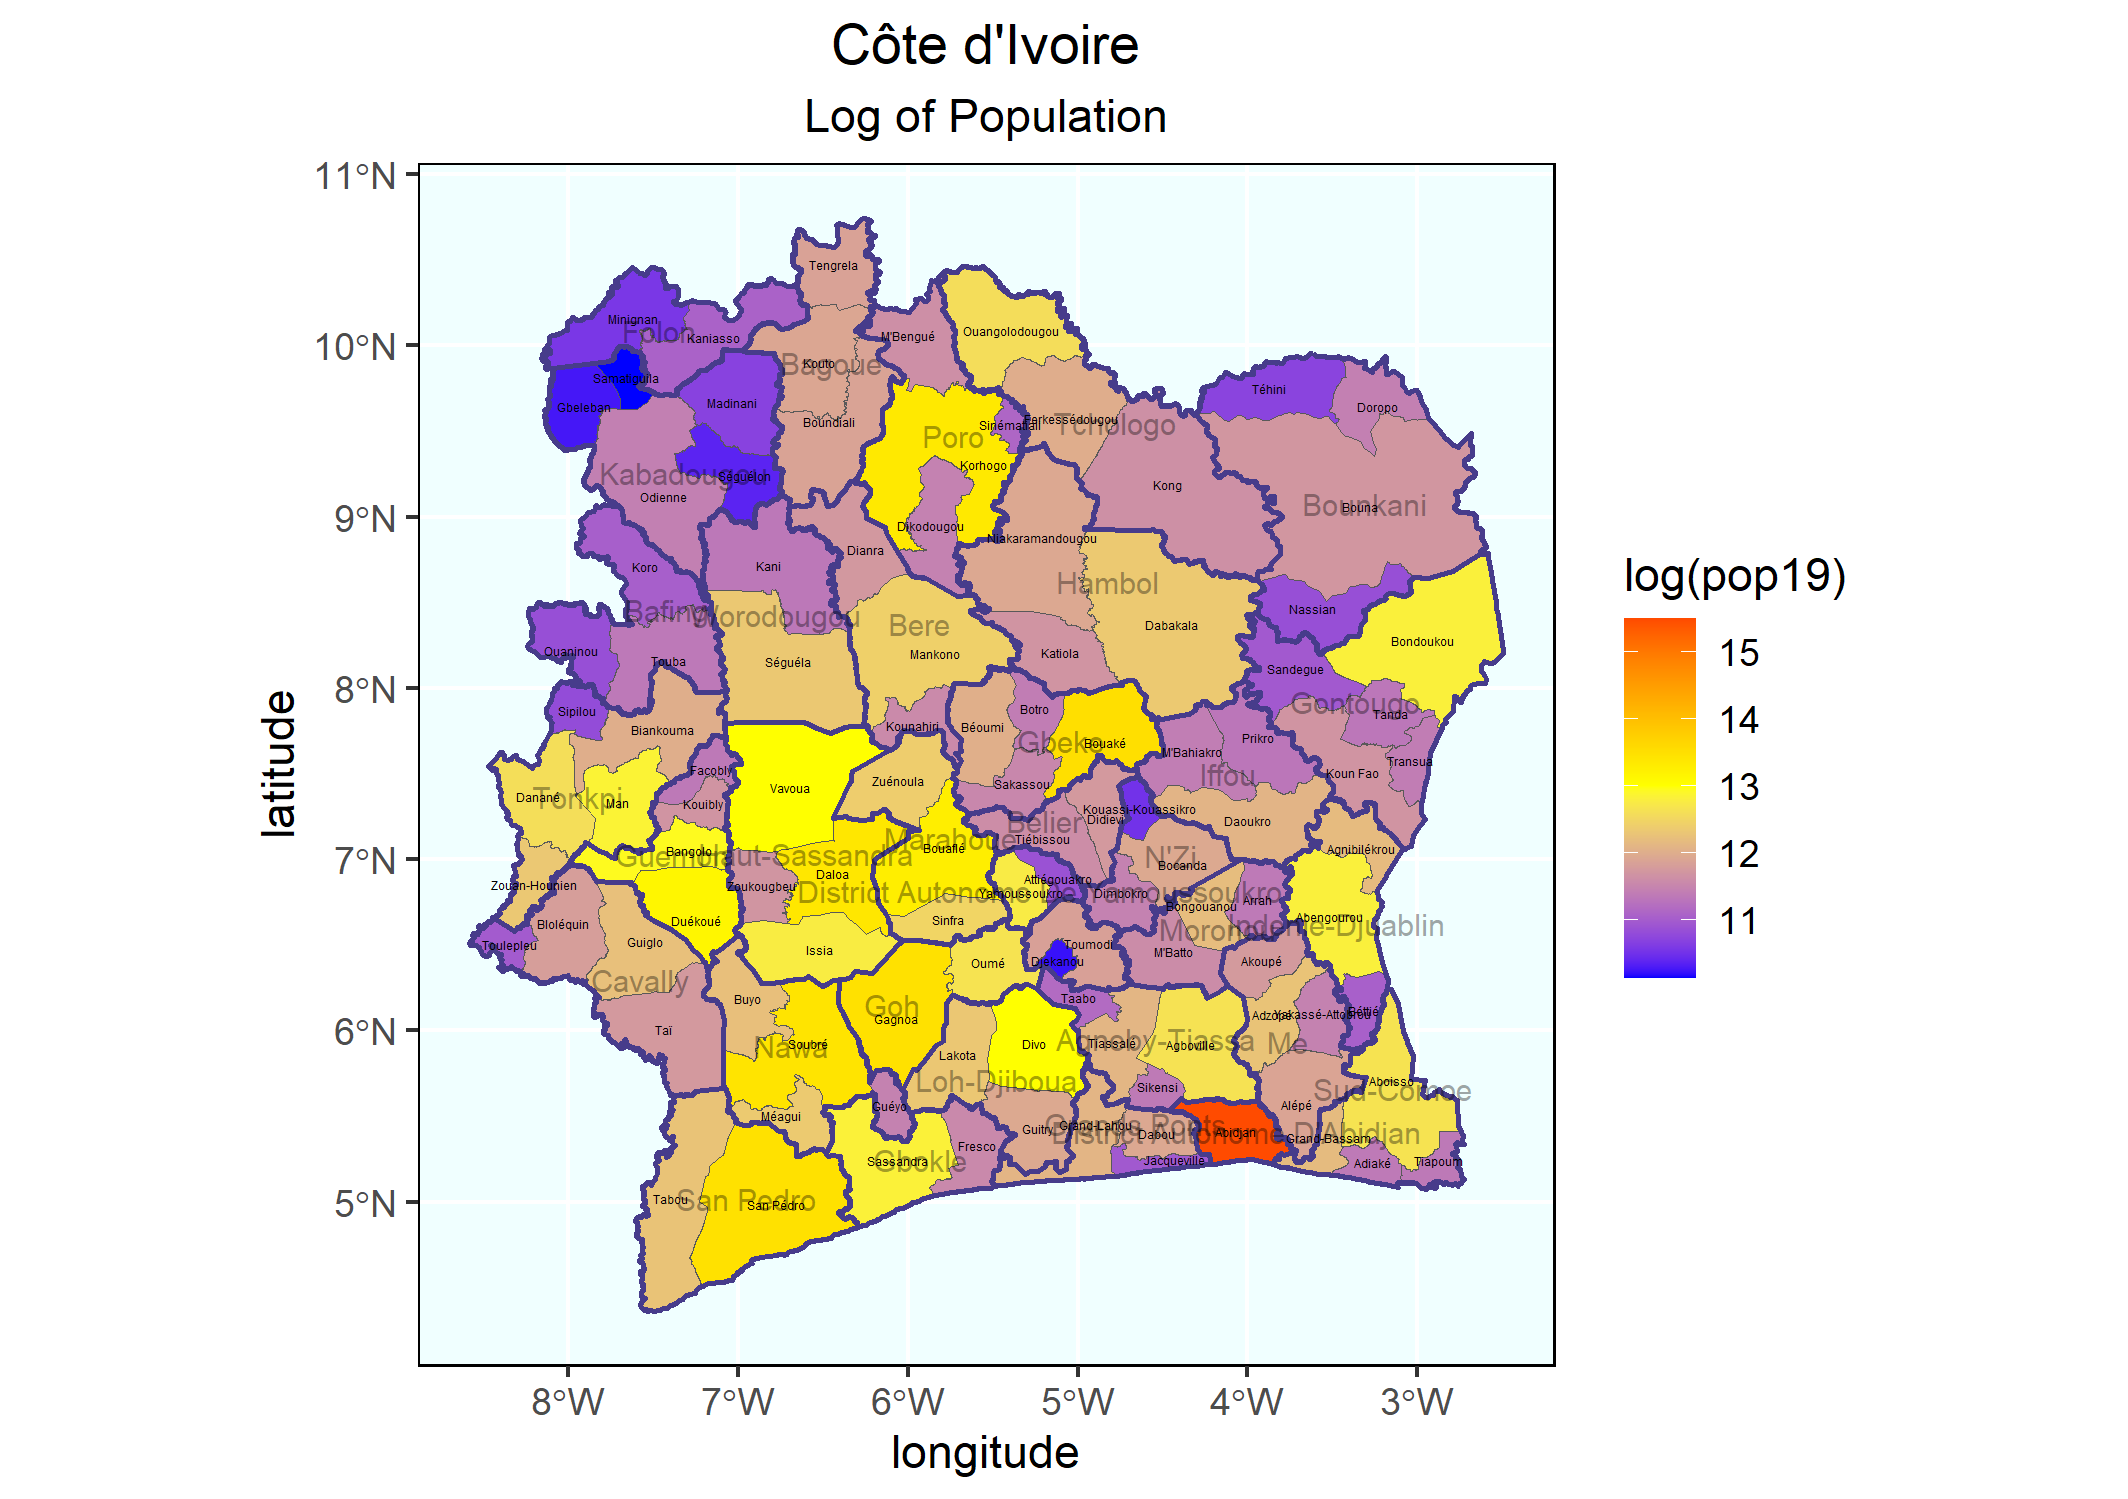 Côte d'Ivoire
Log of Population
11°N
10°N
9°N
8°N
7°N
6°N
5°N
latitude
8°W
7°W
6°W
5°W
4°W
3°W
longitude
log(pop19)
15
14
13
12
11
Tengrela
Minignan
Folon
Kaniasso
M'Bengué
Ouangolodougou
Samatiguila
Kouto
Bagoue
Gbeleban
Madinani
Boundiali
Téhini
Doropo
Poro
Sinématiali
Ferkessédougou
Tchologo
Korhogo
Kabadougou
Séguélon
Odienne
Kong
Bounkani
Bouna
Dikodougou
Niakaramandougou
Dianra
Koro
Kani
Hambol
Bafing
Worodougou
Bere
Nassian
Dabakala
Bondoukou
Ouaninou
Touba
Séguéla
Mankono
Katiola
Sandegue
Gontougo
Sipilou
Biankouma
Kounahiri
Béoumi
Botro
Tanda
Gbeke
Bouaké
M'Bahiakro
Prikro
Facobly
Transua
Koun Fao
Iffou
Danané
Tonkpi
Man
Vavoua
Zuénoula
Sakassou
Kouibly
Kouassi-Kouassikro
Didiévi
Belier
Daoukro
Tiébissou
Marahoue
Bouaflé
Bangolo
Guemon
Haut-Sassandra
N'Zi
Bocanda
Agnibilékrou
Zouan-Hounien
Zoukougbeu
Daloa
Attiégouakro
Yamoussoukro
District Autonome De Yamoussoukro
Dimbokro
Bongouanou
Arrah
Duékoué
Sinfra
Abengourou
Indenie-Djuablin
Moronou
Bloléquin
Toulepleu
Guiglo
Issia
Oumé
Toumodi
Djékanou
M'Batto
Akoupé
Cavally
Buyo
Goh
Gagnoa
Taabo
Adzopé
Yakassé-Attobrou
Béttié
Taï
Nawa
Soubré
Lakota
Divo
Tiassalé
Agneby-Tiassa
Agboville
Me
Loh-Djiboua
Sikensi
Aboisso
Sud-Comoe
Guéyo
Méagui
Alépé
Guitry
Grand-Lahou
Grands Ponts
Dabou
Abidjan
District Autonome D'Abidjan
Grand-Bassam
Fresco
Sassandra
Gbokle
Jacqueville
Adiaké
Tiapoum
Tabou
San Pedro
San Pédro